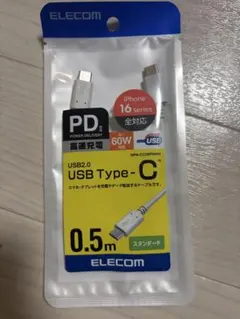 ELECOM
iPhone
16 series
全対応
PD
POWER DELIVERY
急速充電
60W
USB
USB2.0
USB Type-C™
0.5m
スタンダード
ELECOM